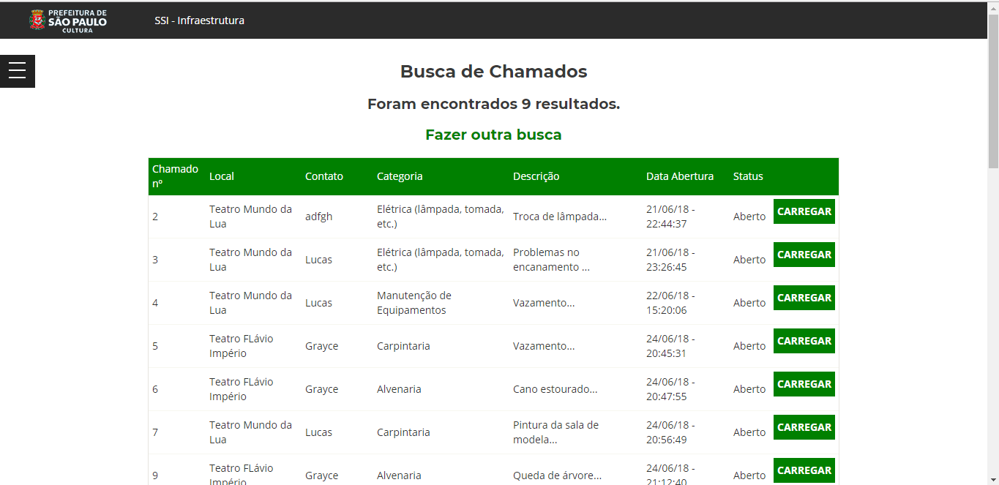 PREFEITURA DE
SÃO PAULO
CULTURA
SSI - Infraestrutura
Busca de Chamados
Foram encontrados 9 resultados.
Fazer outra busca
Chamado nº Local Contato Categoria Descrição Data Abertura Status
2 Teatro Mundo da Lua adfgh Elétrica (lâmpada, tomada, etc.) Troca de lâmpada... 21/06/18 - 22:44:37 Aberto CARREGAR
3 Teatro Mundo da Lua Lucas Elétrica (lâmpada, tomada, etc.) Problemas no encanamento ... 21/06/18 - 23:26:45 Aberto CARREGAR
4 Teatro Mundo da Lua Lucas Manutenção de Equipamentos Vazamento... 22/06/18 - 15:20:06 Aberto CARREGAR
5 Teatro FLávio Império Grayce Carpintaria Vazamento... 24/06/18 - 20:45:31 Aberto CARREGAR
6 Teatro FLávio Império Grayce Alvenaria Cano estourado... 24/06/18 - 20:47:55 Aberto CARREGAR
7 Teatro Mundo da Lua Lucas Carpintaria Pintura da sala de modela... 24/06/18 - 20:56:49 Aberto CARREGAR
9 Teatro FLávio Império Grayce Alvenaria Queda de árvore... 24/06/18 - 21:12:40 Aberto CARREGAR